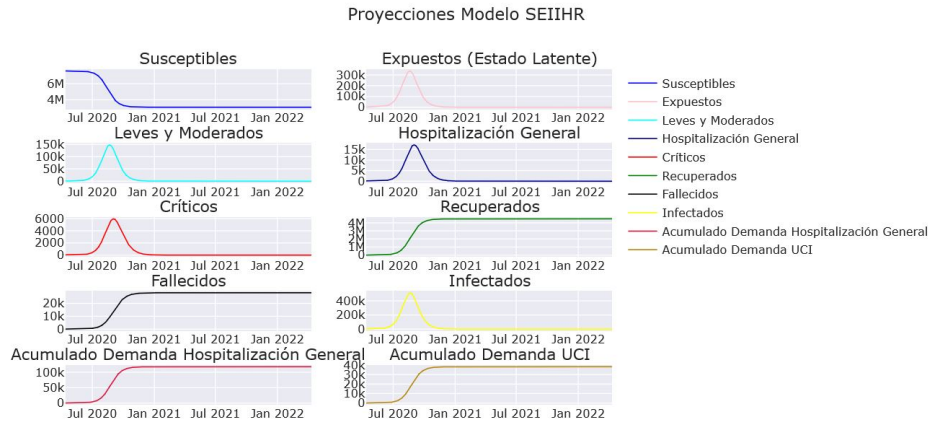 Proyecciones Modelo SEIIHR
Susceptibles
6M
4M
Jul 2020 Jan 2021 Jul 2021 Jan 2022
Expuestos (Estado Latente)
300k
200k
100k
0
Jul 2020 Jan 2021 Jul 2021 Jan 2022
Leves y Moderados
150k
100k
50k
0
Jul 2020 Jan 2021 Jul 2021 Jan 2022
Hospitalización General
15k
10k
5k
0
Jul 2020 Jan 2021 Jul 2021 Jan 2022
Críticos
6000
4000
2000
0
Jul 2020 Jan 2021 Jul 2021 Jan 2022
Recuperados
4M
3M
2M
1M
0
Jul 2020 Jan 2021 Jul 2021 Jan 2022
Fallecidos
20k
10k
0
Jul 2020 Jan 2021 Jul 2021 Jan 2022
Infectados
400k
200k
0
Jul 2020 Jan 2021 Jul 2021 Jan 2022
Acumulado Demanda Hospitalización General
100k
50k
0
Jul 2020 Jan 2021 Jul 2021 Jan 2022
Acumulado Demanda UCI
40k
30k
20k
10k
0
Jul 2020 Jan 2021 Jul 2021 Jan 2022
Susceptibles
Expuestos
Leves y Moderados
Hospitalización General
Críticos
Recuperados
Fallecidos
Infectados
Acumulado Demanda Hospitalización General
Acumulado Demanda UCI